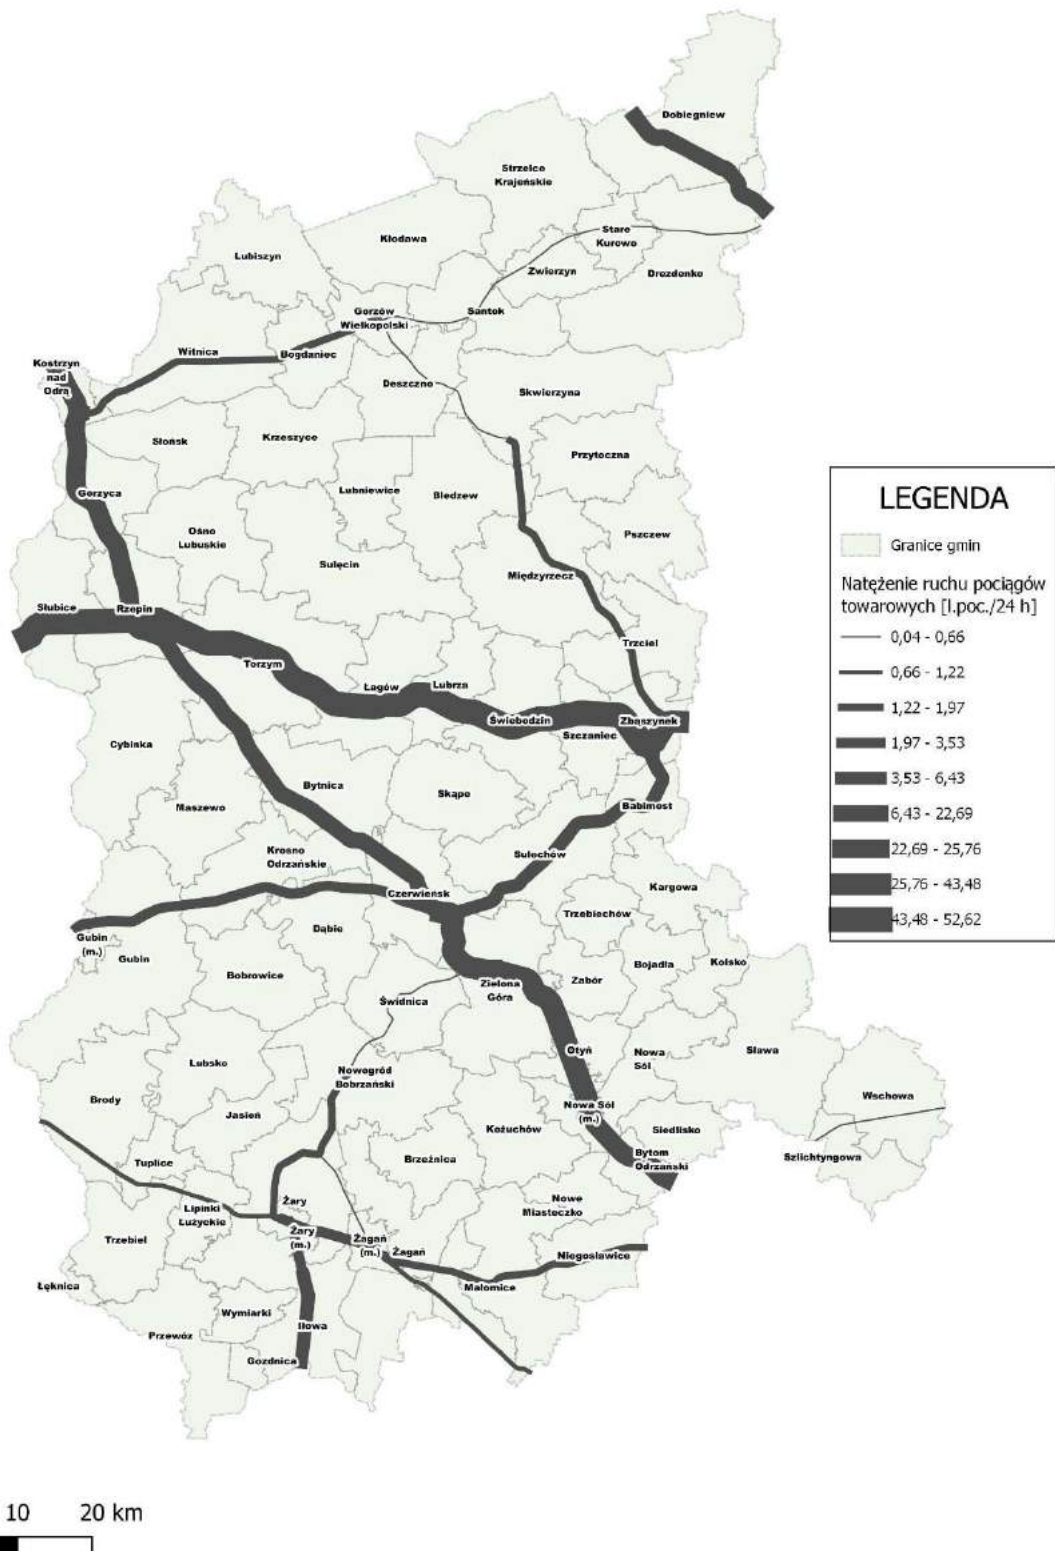 Dobiegniew
Strzelce
Krajeńskie
Stare
Kurowo
Kłodawa
Lubiszyn
Zwierzyn
Drezdenko
Gorzów
Wielkopolski
Santok
Witnica
Bogdaniec
Kostrzyn
nad
Odrą
Deszczno
Skwierzyna
Słońsk
Krzeszyce
Przytoczna
Górzyca
Lubniewice
Bledzew
Ośno
Lubuskie
Pszczew
Sulęcin
Międzyrzecz
Słubice
Rzepin
Trzciel
Torzym
Łagów
Lubrza
Świebodzin
Zbąszynek
Szczaniec
Cybinka
Bytnica
Skąpe
Maszewo
Babimost
Krosno
Odrzańskie
Sulechów
Kargowa
Czerwieńsk
Trzebiechów
Dąbie
Gubin
(m.)
Gubin
Bobrowice
Zielona
Góra
Zabór
Bojadła
Kolsko
Świdnica
Otyń
Nowa
Sól
Sława
Lubsko
Nowogród
Bobrzański
Brody
Wschowa
Jasień
Nowa Sól
(m.)
Kożuchów
Siedlisko
Tuplice
Brzeźnica
Bytom
Odrzański
Szlichtyngowa
Żary
Nowe
Miasteczko
Lipinki
Łużyckie
Trzebiel
Żary
(m.)
Żagań
(m.)
Żagań
Niegosławice
Łęknica
Małomice
Wymiarki
Iłowa
Przewóz
Gozdnica
LEGENDA
Granice gmin
Natężenie ruchu pociągów
towarowych [l.poc./24 h]
0,04 - 0,66
0,66 - 1,22
1,22 - 1,97
1,97 - 3,53
3,53 - 6,43
6,43 - 22,69
22,69 - 25,76
25,76 - 43,48
43,48 - 52,62
10 20 km